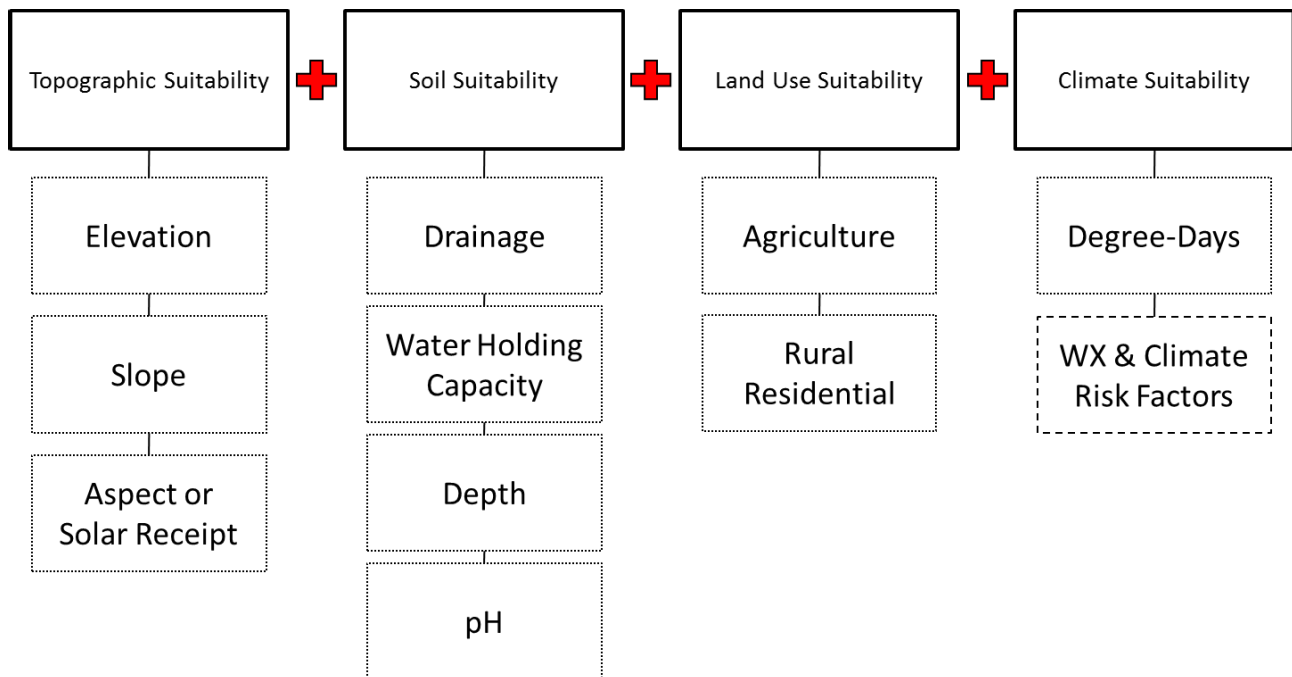 Topographic Suitability
Soil Suitability
Land Use Suitability
Climate Suitability
Elevation
Slope
Aspect or
Solar Receipt
Drainage
Water Holding
Capacity
Depth
pH
Agriculture
Rural
Residential
Degree-Days
WX & Climate
Risk Factors